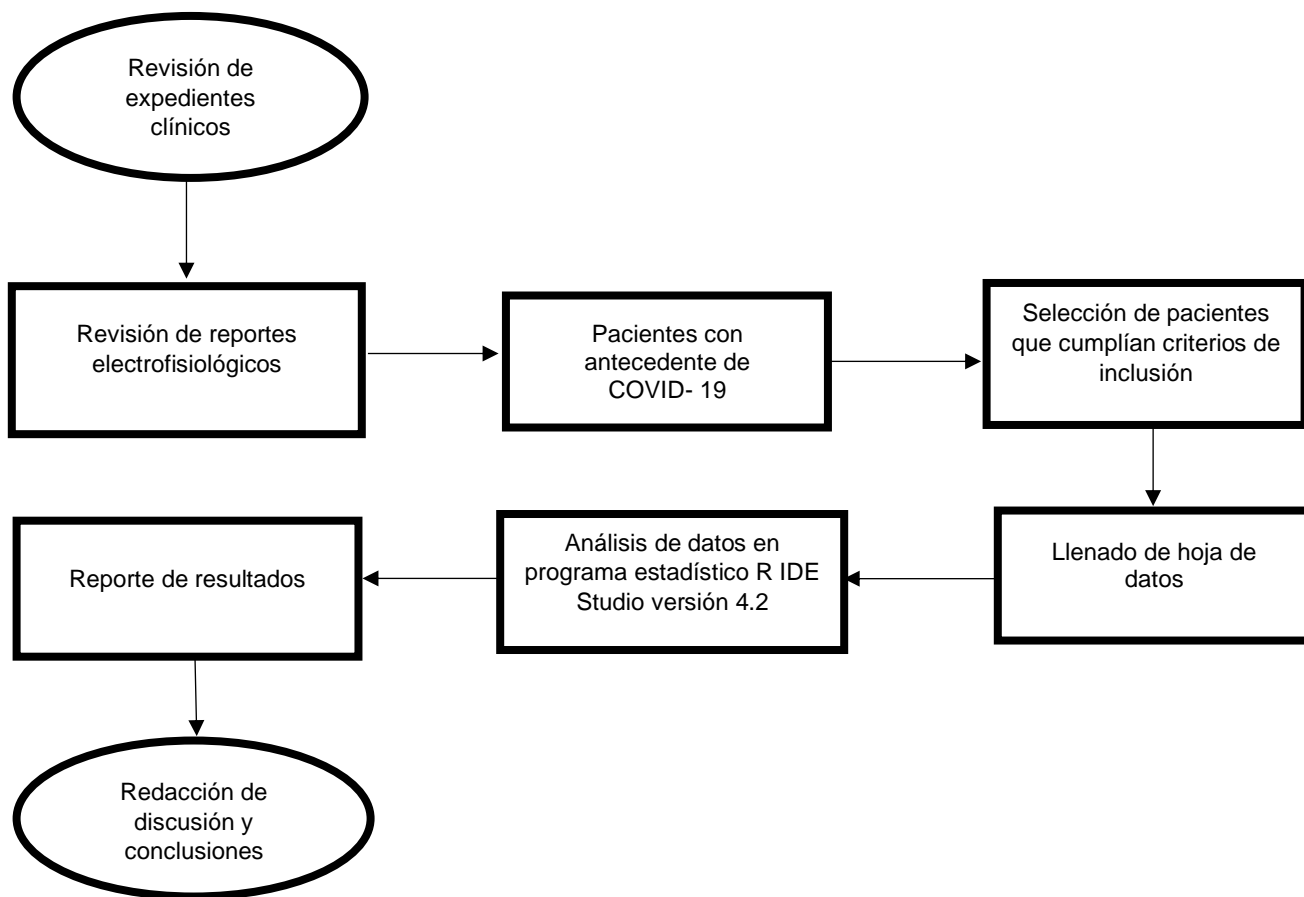 Revisión de
expedientes
clínicos
Revisión de reportes
electrofisiológicos
Pacientes con
antecedente de
COVID- 19
Selección de pacientes
que cumplían criterios de
inclusión
Llenado de hoja de
datos
Análisis de datos en
programa estadístico R IDE
Studio versión 4.2
Reporte de resultados
Redacción de
discusión y
conclusiones